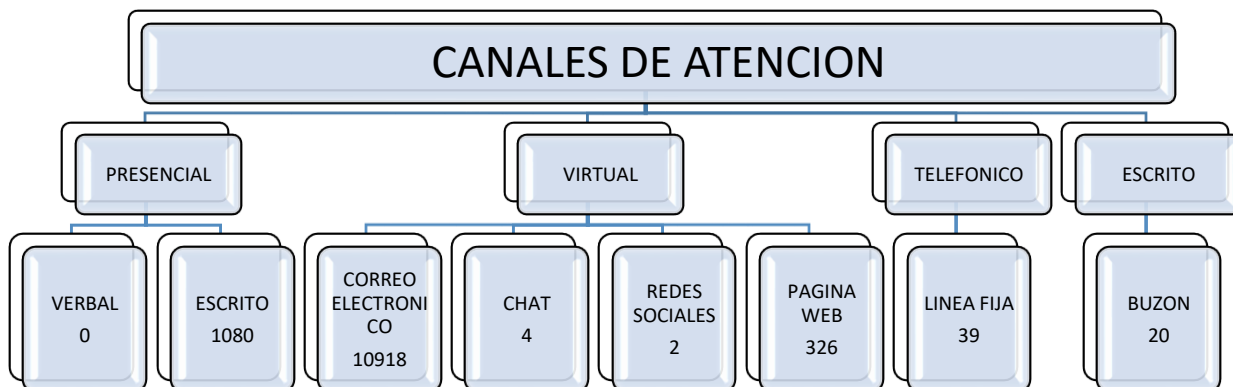 CANALES DE ATENCION
PRESENCIAL
VIRTUAL
TELEFONICO
ESCRITO
VERBAL
0
ESCRITO
1080
CORREO
ELECTRONI
CO
10918
CHAT
4
REDES
SOCIALES
2
PAGINA
WEB
326
LINEA FIJA
39
BUZON
20